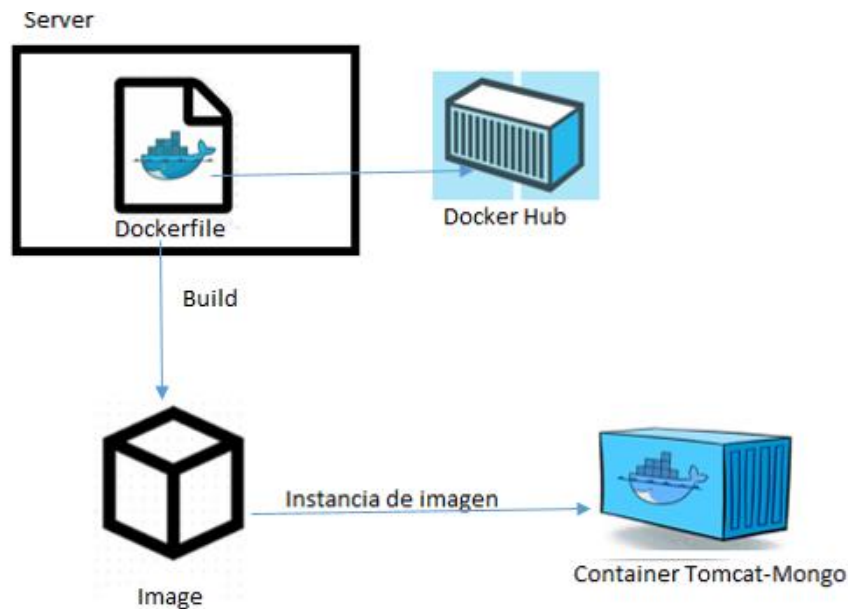 Server
Dockerfile
Docker Hub
Build
Instancia de imagen
Container Tomcat-Mongo
Image